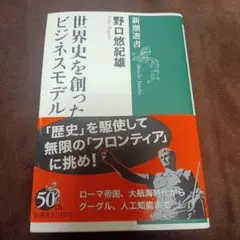 新潮選書
野口悠紀雄
世界史を創った
ビジネスモデル
「歴史」を駆使して
無限の「フロンティア」
に挑め!
ローマ帝国、大航海時代から
グーグル、人工知能まで
50